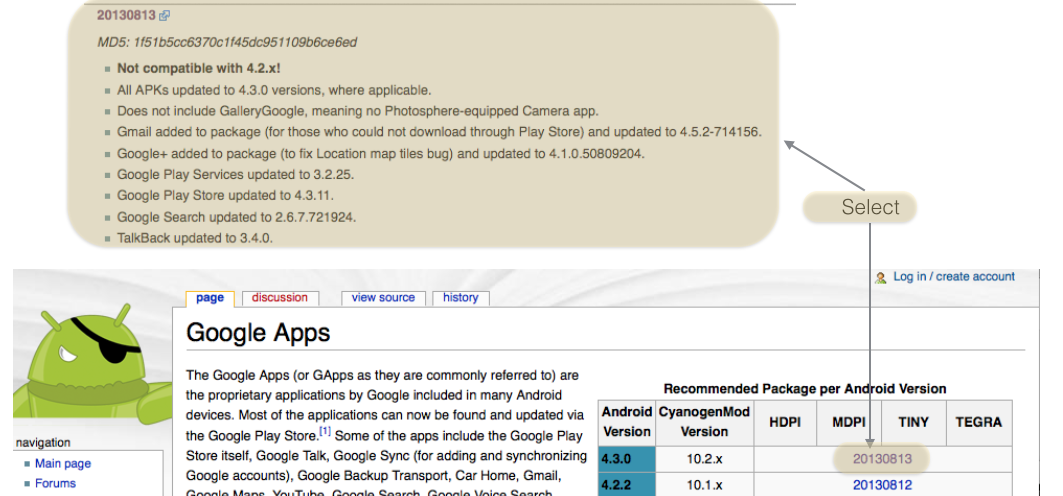 20130813
MD5: 1f51b5cc6370c1f45dc951109b6ce6ed
Not compatible with 4.2.x!
All APKs updated to 4.3.0 versions, where applicable.
Does not include GalleryGoogle, meaning no Photosphere-equipped Camera app.
Gmail added to package (for those who could not download through Play Store) and updated to 4.5.2-714156.
Google+ added to package (to fix Location map tiles bug) and updated to 4.1.0.50809204.
Google Play Services updated to 3.2.25.
Google Play Store updated to 4.3.11.
Google Search updated to 2.6.7.721924.
TalkBack updated to 3.4.0.
Select
Log in / create account
page discussion view source history
Google Apps
The Google Apps (or GApps as they are commonly referred to) are
the proprietary applications by Google included in many Android
devices. Most of the applications can now be found and updated via
the Google Play Store.[1] Some of the apps include the Google Play
Store itself, Google Talk, Google Sync (for adding and synchronizing
Google accounts), Google Backup Transport, Car Home, Gmail,
Google Maps, YouTube, Google Search, Google Voice Search
Recommended Package per Android Version
Android Version CyanogenMod Version HDPI MDPI TINY TEGRA
4.3.0 10.2.x 20130813
4.2.2 10.1.x 20130812
navigation
Main page
Forums